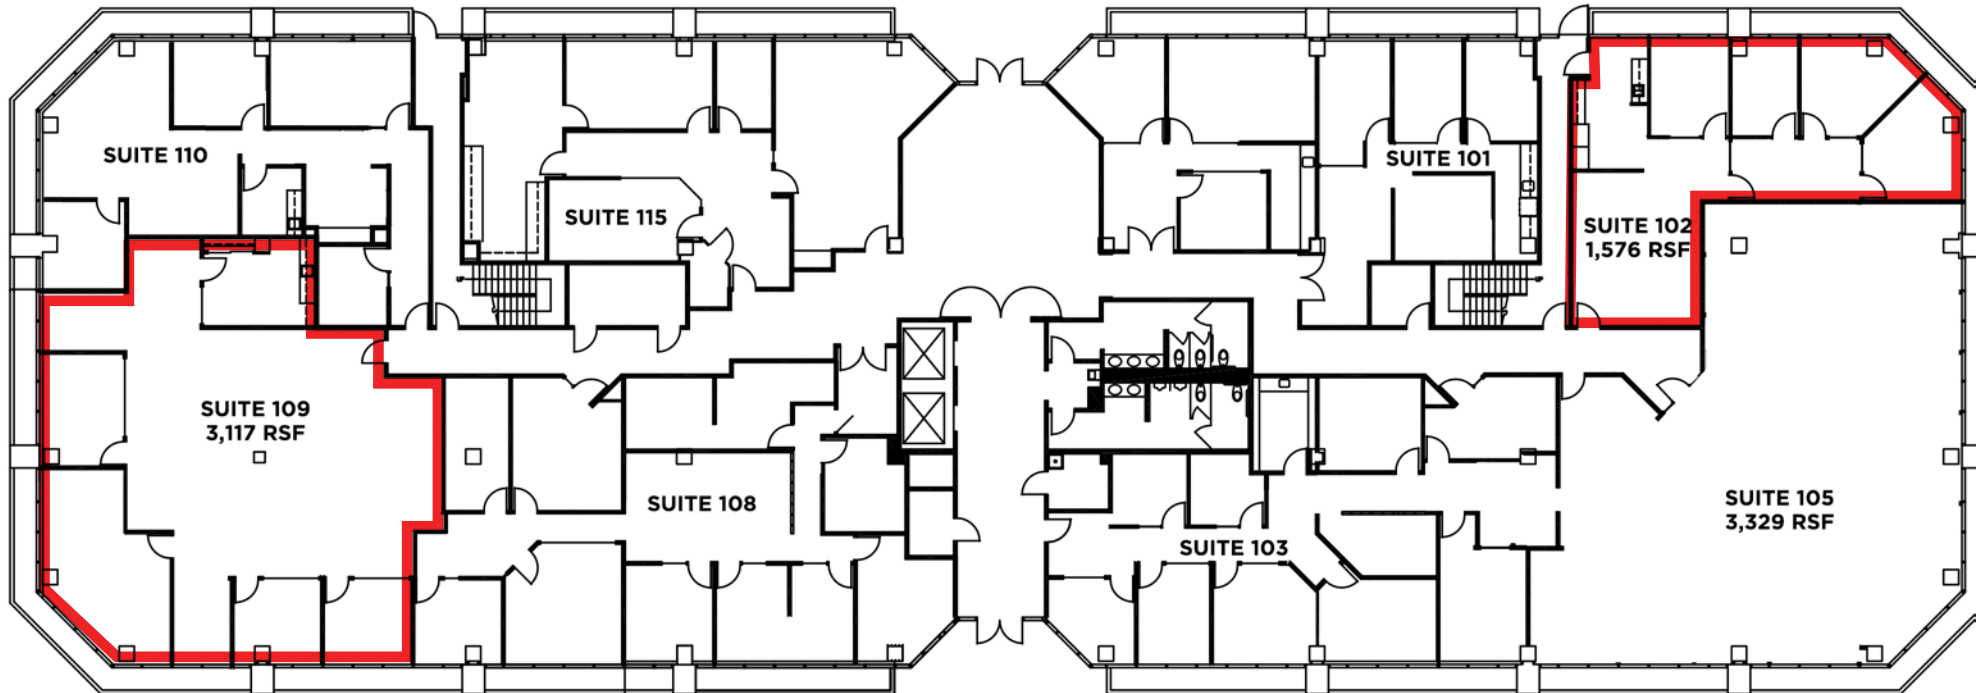 SUITE 110
SUITE 115
SUITE 101
SUITE 102
1,576 RSF
SUITE 109
3,117 RSF
SUITE 108
SUITE 103
SUITE 105
3,329 RSF